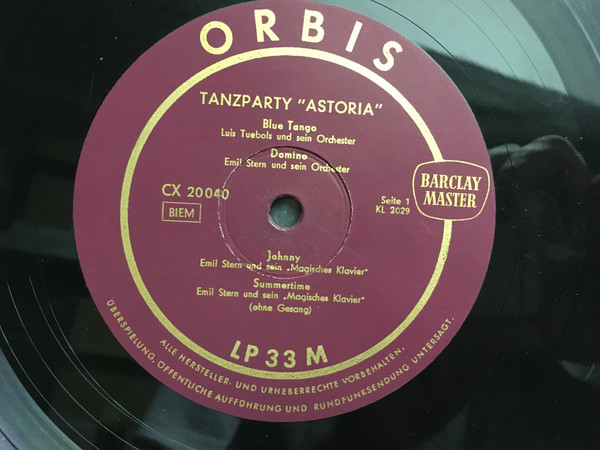 ORBIS
TANZPARTY "ASTORIA"
Blue Tango
Luis Tuebols und sein Orchester
Domino
Emil Stern und sein Orchester
CX 20040
BIEM
Seite 1
KL 2029
BARCLAY
MASTER
Johnny
Emil Stern und sein „Magisches Klavier"
Summertime
Emil Stern und sein „Magisches Klavier"
(ohne Gesang)
LP 33 M
ALLE HERSTELLER- UND URHEBERRECHTE VORBEHALTEN.
ÜBERSPIELUNG, ÖFFENTLICHE AUFFÜHRUNG UND RUNDFUNKSENDUNG UNTERSAGT.